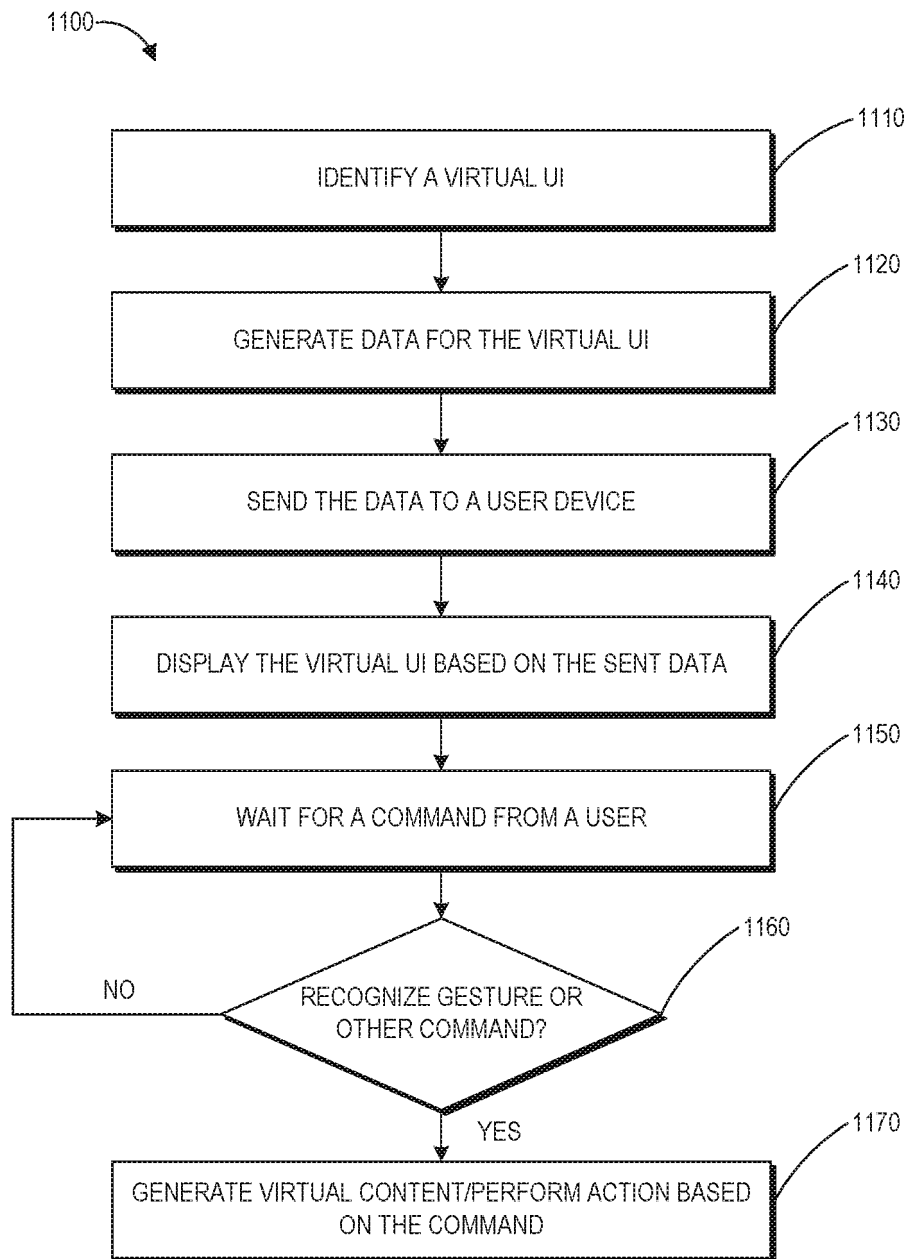 1100
1110
IDENTIFY A VIRTUAL UI
1120
GENERATE DATA FOR THE VIRTUAL UI
1130
SEND THE DATA TO A USER DEVICE
1140
DISPLAY THE VIRTUAL UI BASED ON THE SENT DATA
1150
WAIT FOR A COMMAND FROM A USER
1160
NO
RECOGNIZE GESTURE OR
OTHER COMMAND?
YES
1170
GENERATE VIRTUAL CONTENT/PERFORM ACTION BASED
ON THE COMMAND